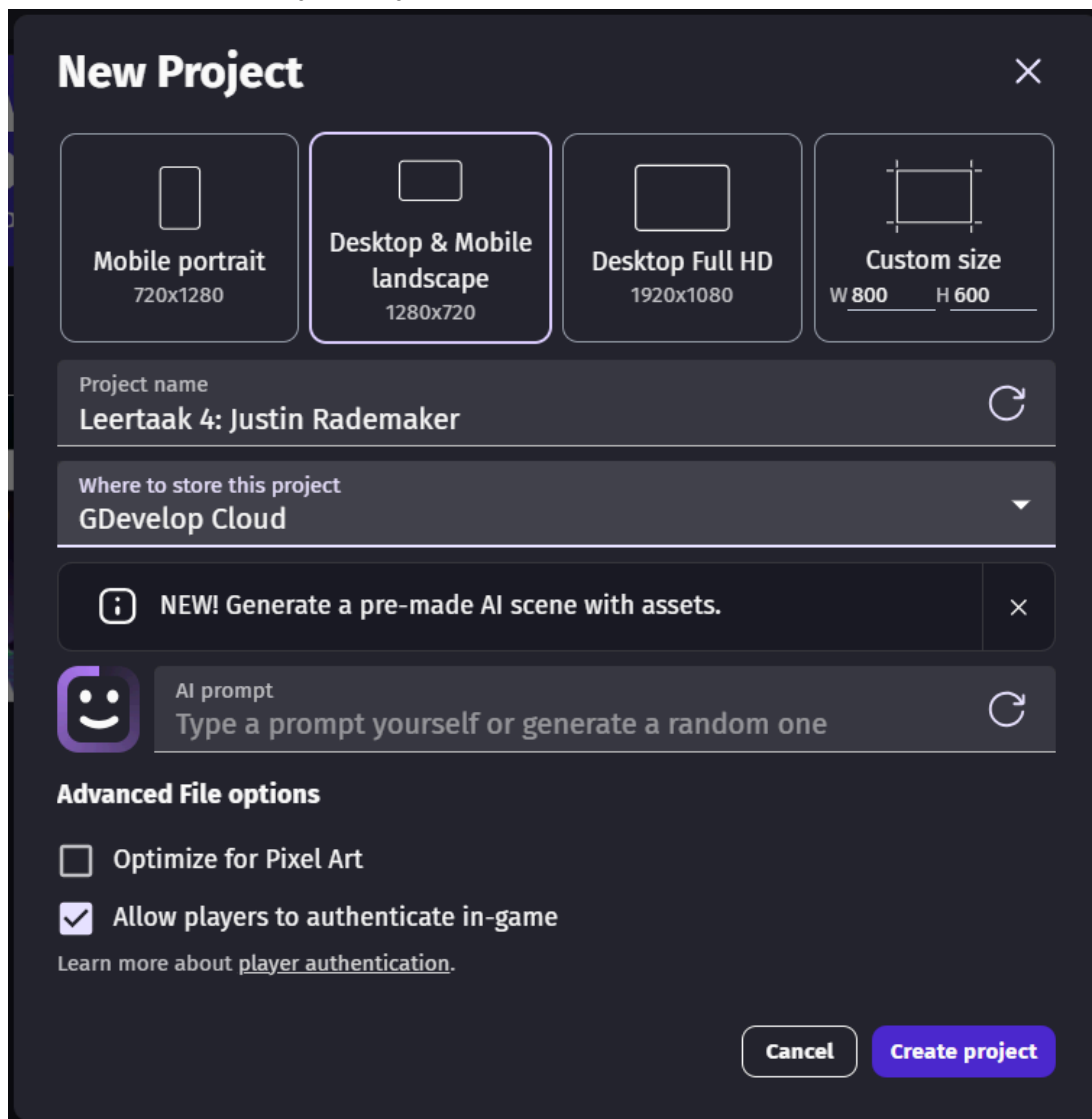 New Project
Mobile portrait
720x1280
Desktop & Mobile
landscape
1280x720
Desktop Full HD
1920x1080
Custom size
W 800 H 600
Project name
Leertaak 4: Justin Rademaker
Where to store this project
GDevelop Cloud
NEW! Generate a pre-made AI scene with assets.
AI prompt
Type a prompt yourself or generate a random one
Advanced File options
Optimize for Pixel Art
Allow players to authenticate in-game
Learn more about player authentication.
Cancel
Create project